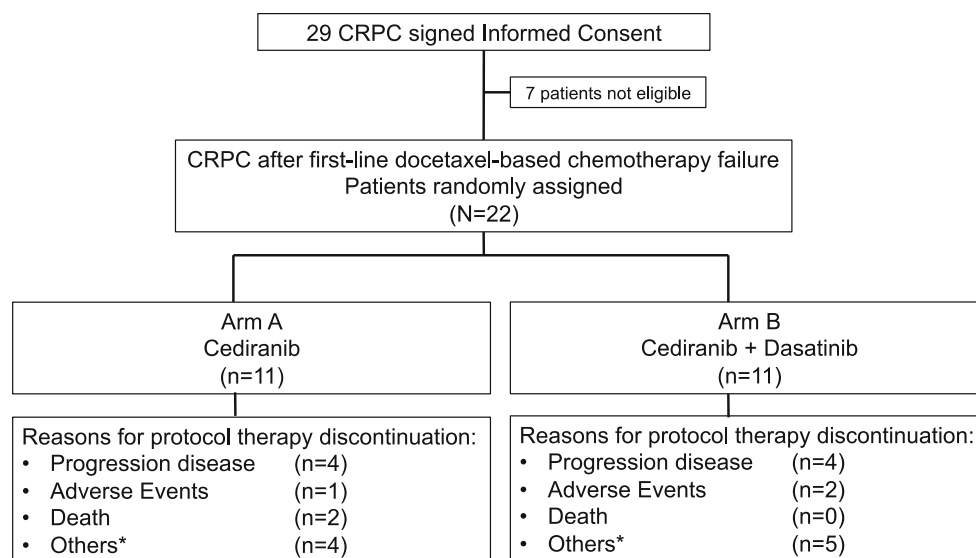 29 CRPC signed Informed Consent
7 patients not eligible
CRPC after first-line docetaxel-based chemotherapy failure
Patients randomly assigned
(N=22)
Arm A
Cediranib
(n=11)
Arm B
Cediranib + Dasatinib
(n=11)
Reasons for protocol therapy discontinuation:
• Progression disease (n=4)
• Adverse Events (n=1)
• Death (n=2)
• Others* (n=4)
Reasons for protocol therapy discontinuation:
• Progression disease (n=4)
• Adverse Events (n=2)
• Death (n=0)
• Others* (n=5)